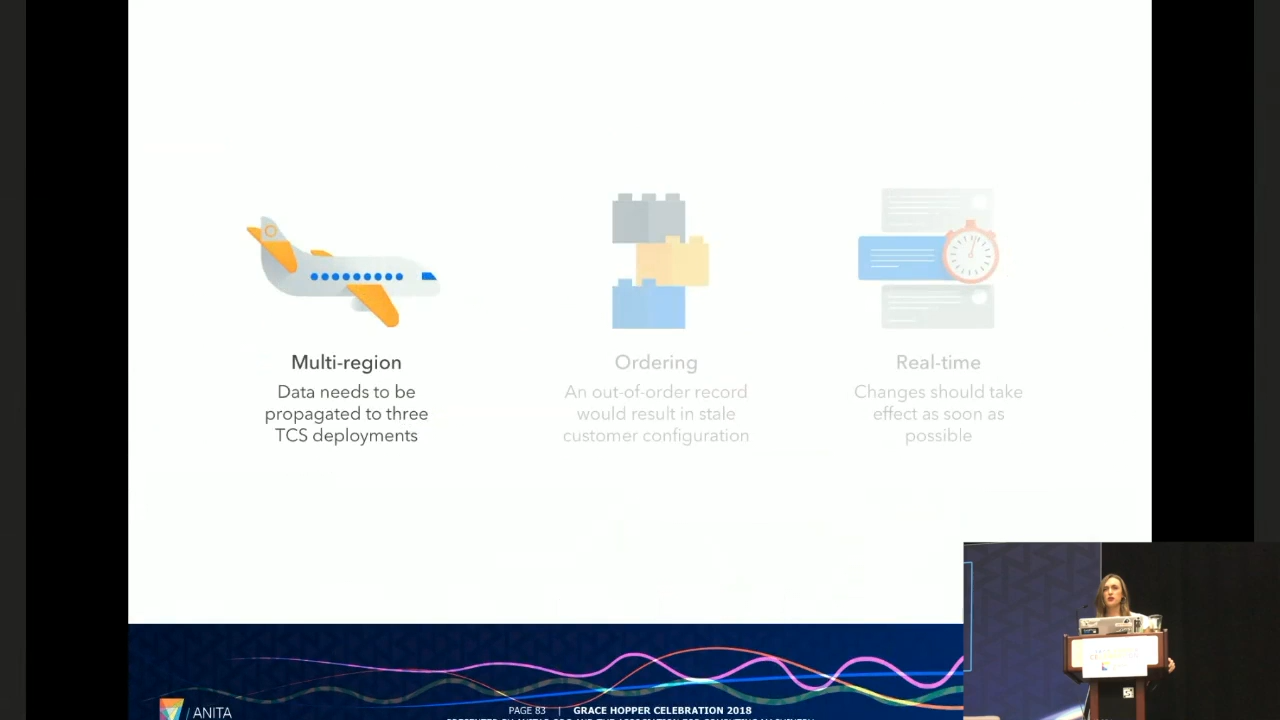 Multi-region
Data needs to be
propagated to three
TCS deployments
Ordering
An out-of-order record
would result in stale
customer configuration
Real-time
Changes should take
effect as soon as
possible
ANITA
PAGE 83 | GRACE HOPPER CELEBRATION 2018